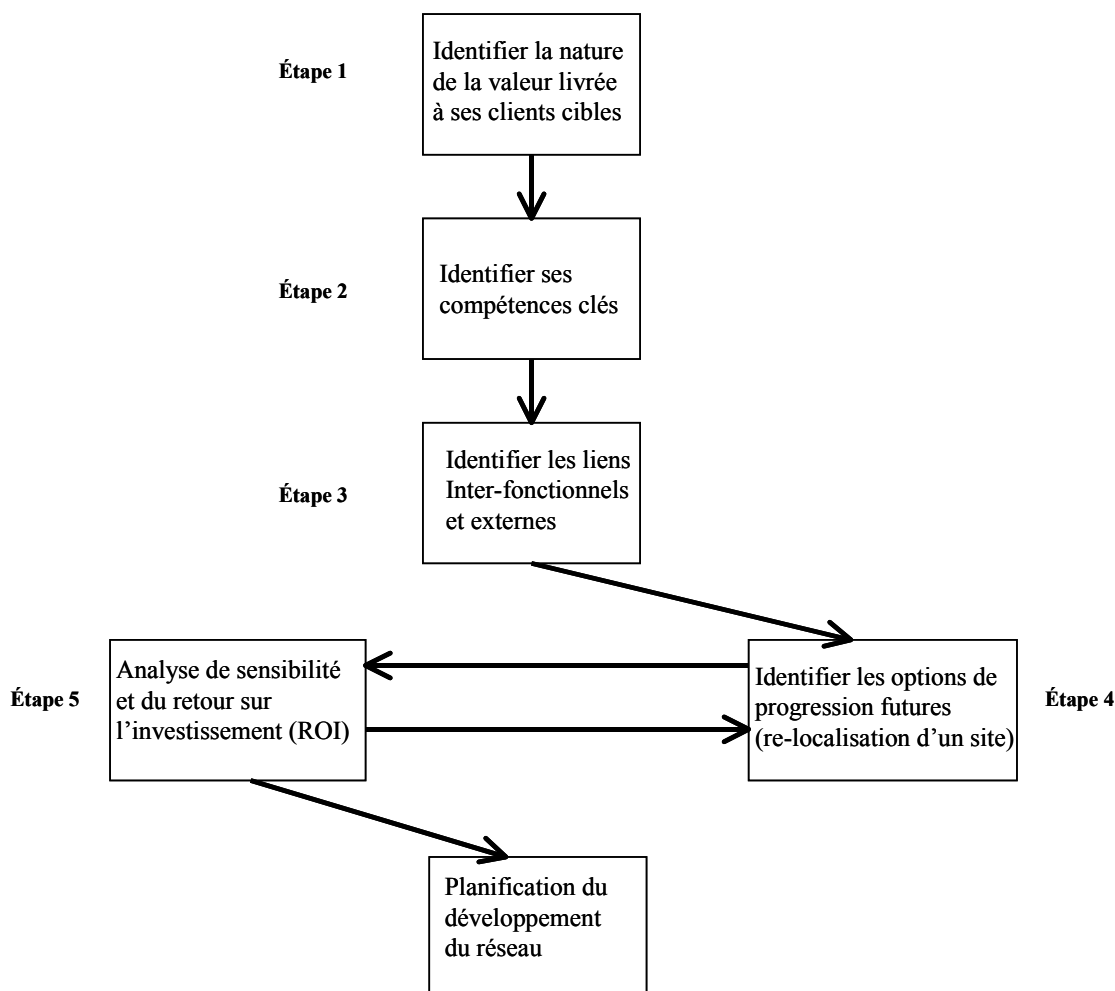 Étape 1
Identifier la nature
de la valeur livrée
à ses clients cibles
Étape 2
Identifier ses
compétences clés
Étape 3
Identifier les liens
Inter-fonctionnels
et externes
Étape 5
Analyse de sensibilité
et du retour sur
l’investissement (ROI)
Identifier les options de
progression futures
(re-localisation d’un site)
Étape 4
Planification du
développement
du réseau